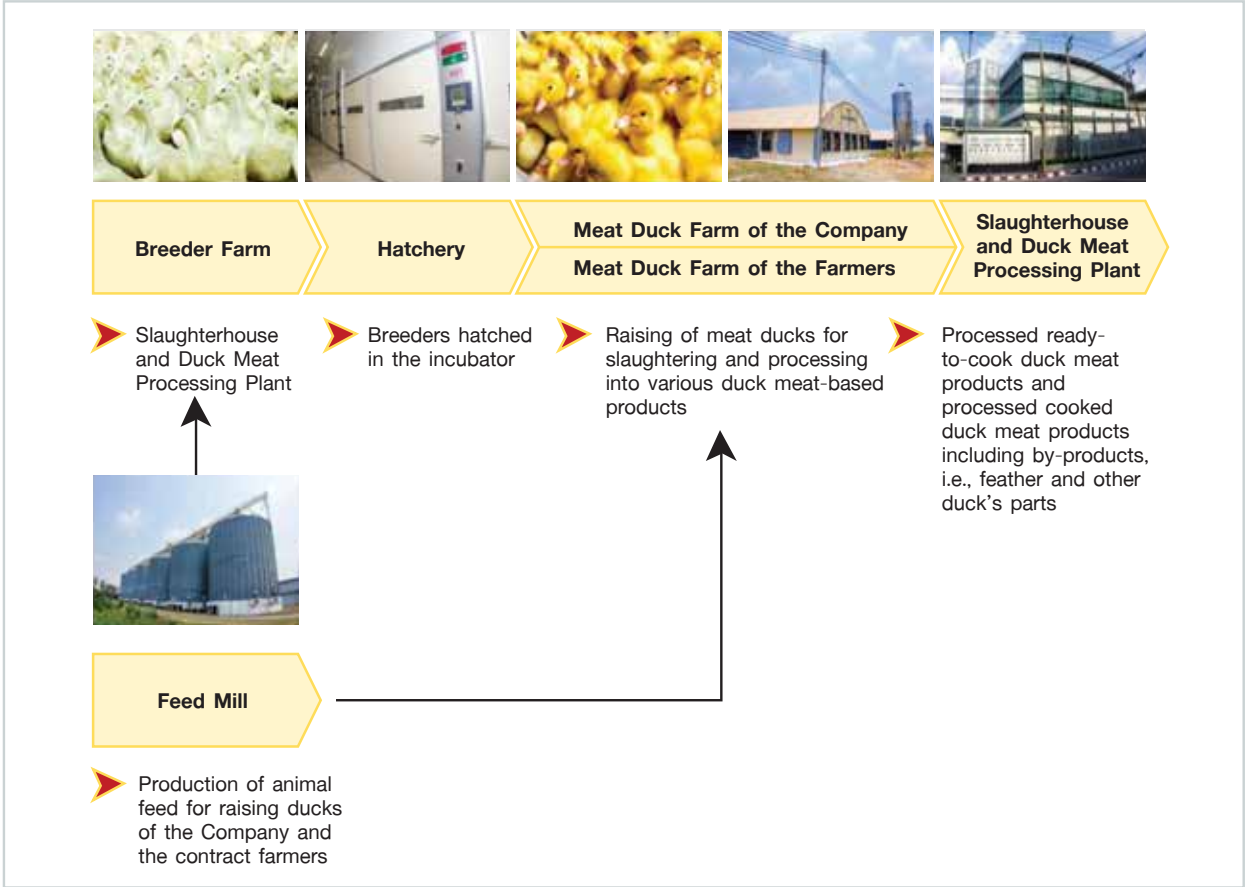 Breeder Farm
Hatchery
Meat Duck Farm of the Company
Meat Duck Farm of the Farmers
Slaughterhouse
and Duck Meat
Processing Plant
Slaughterhouse
and Duck Meat
Processing Plant
Breeders hatched
in the incubator
Raising of meat ducks for
slaughtering and processing
into various duck meat-based
products
Processed ready-
to-cook duck meat
products and
processed cooked
duck meat products
including by-products,
i.e., feather and other
duck's parts
Feed Mill
Production of animal
feed for raising ducks
of the Company and
the contract farmers